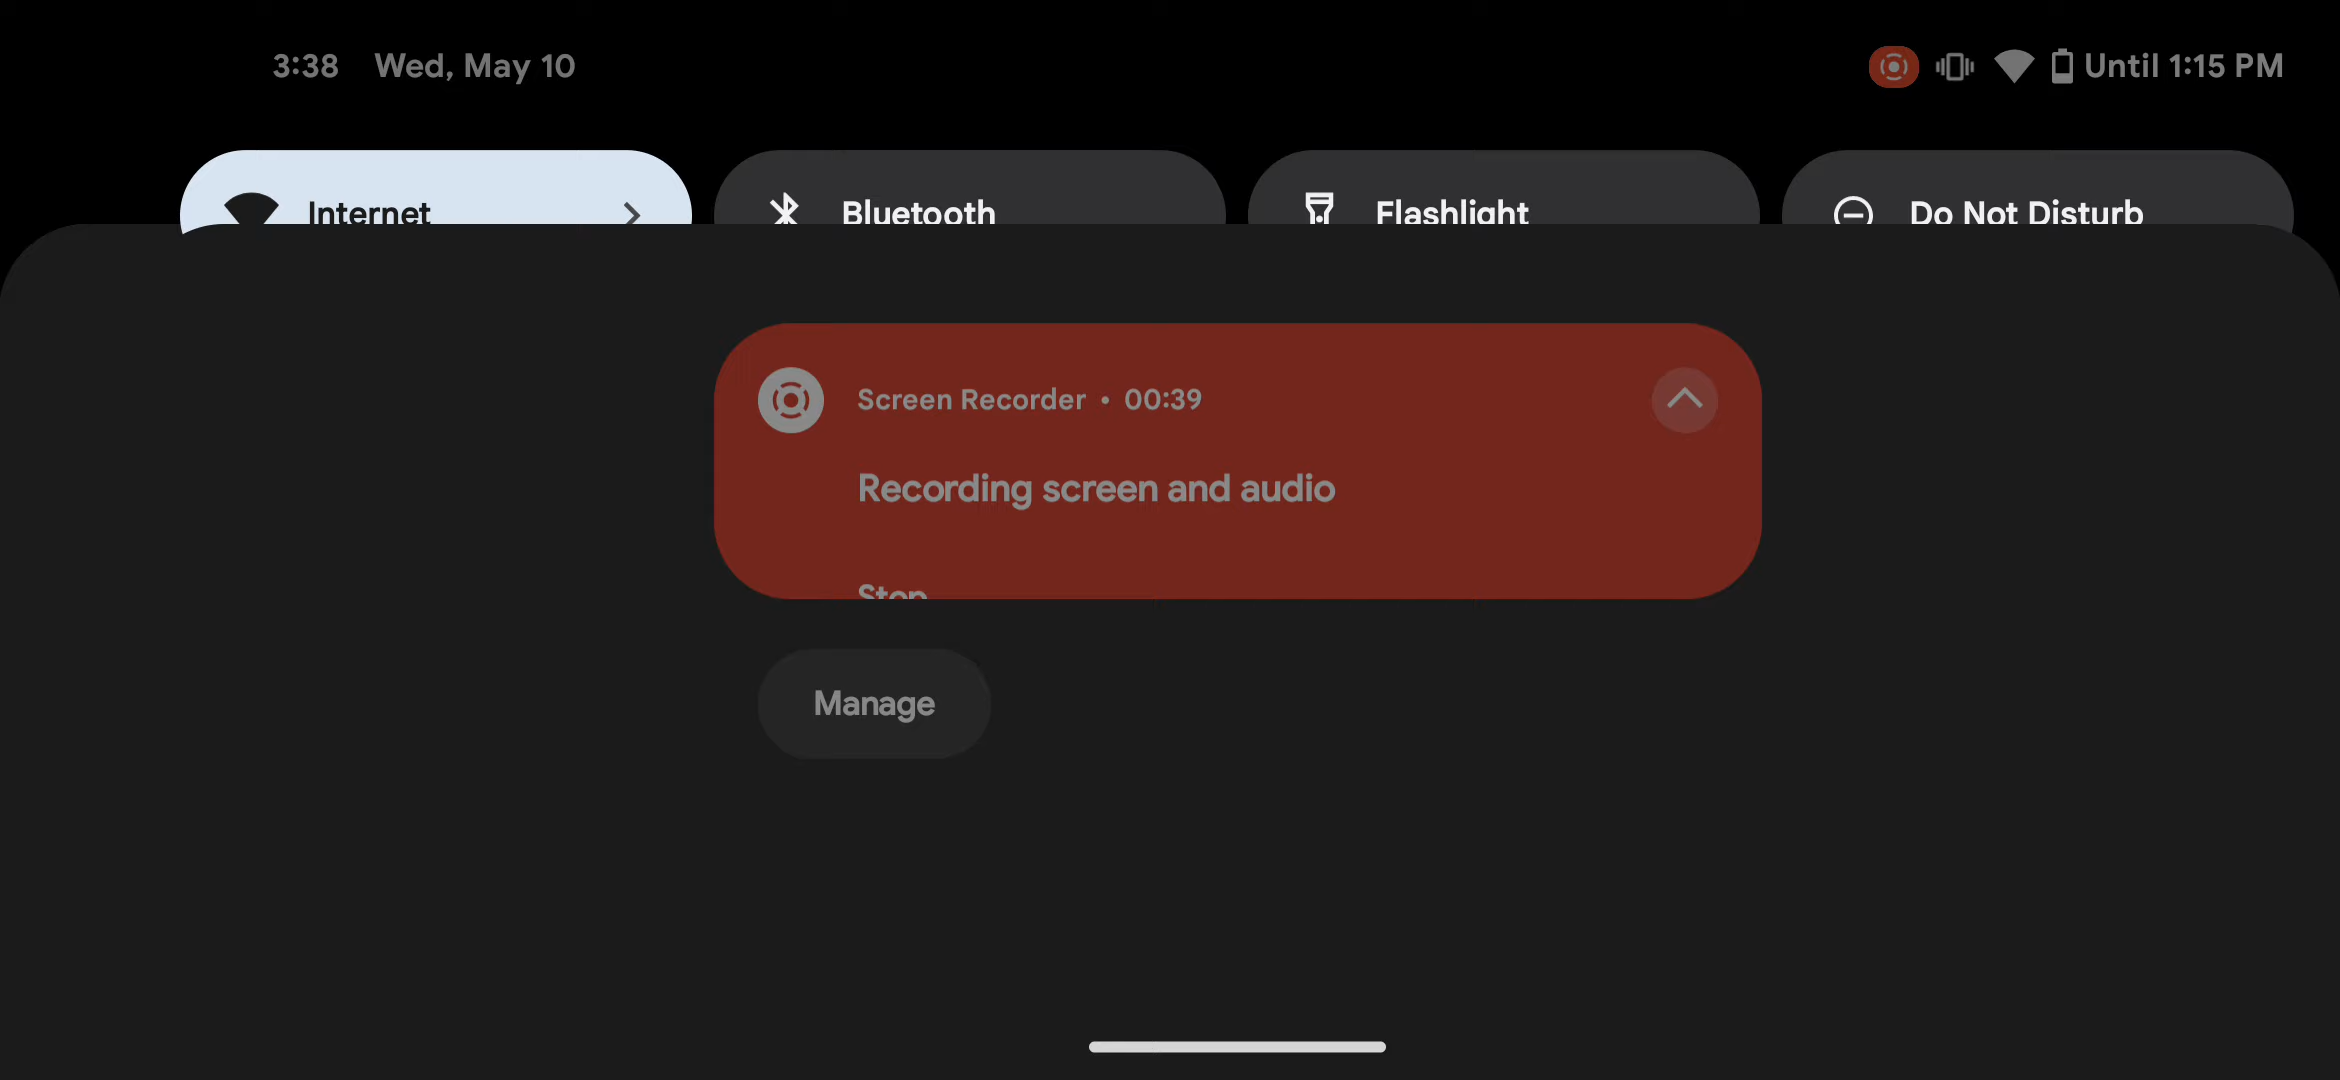 3:38 Wed, May 10
Until 1:15 PM
Internet
Bluetooth
Flashlight
Do Not Disturb
Screen Recorder • 00:39
Recording screen and audio
Stop
Manage